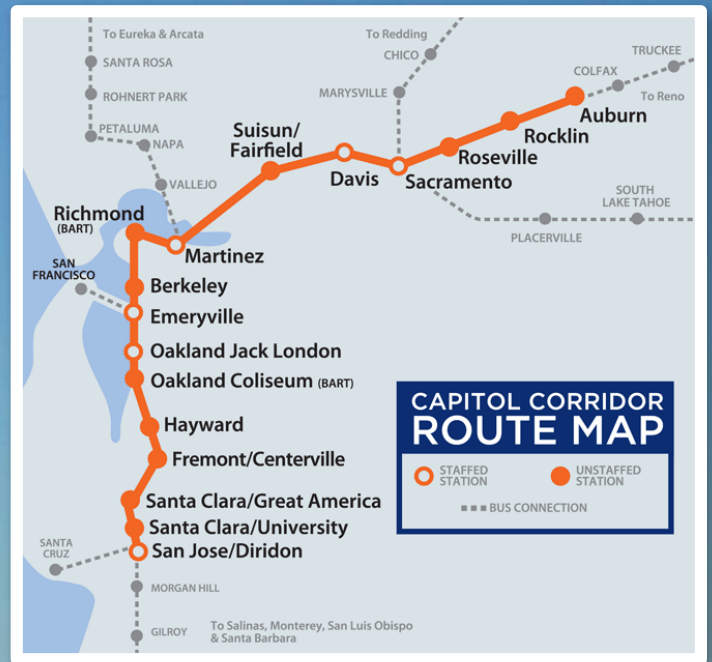 To Eureka & Arcata
SANTA ROSA
ROHNERT PARK
PETALUMA
NAPA
VALLEJO
To Redding
CHICO
MARYSVILLE
TRUCKEE
COLFAX
To Reno
Auburn
Rocklin
Roseville
Sacramento
Davis
Suisun/
Fairfield
SOUTH
LAKE TAHOE
PLACERVILLE
Richmond
(BART)
Martinez
SAN
FRANCISCO
Berkeley
Emeryville
Oakland Jack London
Oakland Coliseum (BART)
Hayward
Fremont/Centerville
Santa Clara/Great America
Santa Clara/University
San Jose/Diridon
SANTA
CRUZ
MORGAN HILL
GILROY
To Salinas, Monterey, San Luis Obispo
& Santa Barbara
CAPITOL CORRIDOR
ROUTE MAP
STAFFED
STATION
UNSTAFFED
STATION
BUS CONNECTION